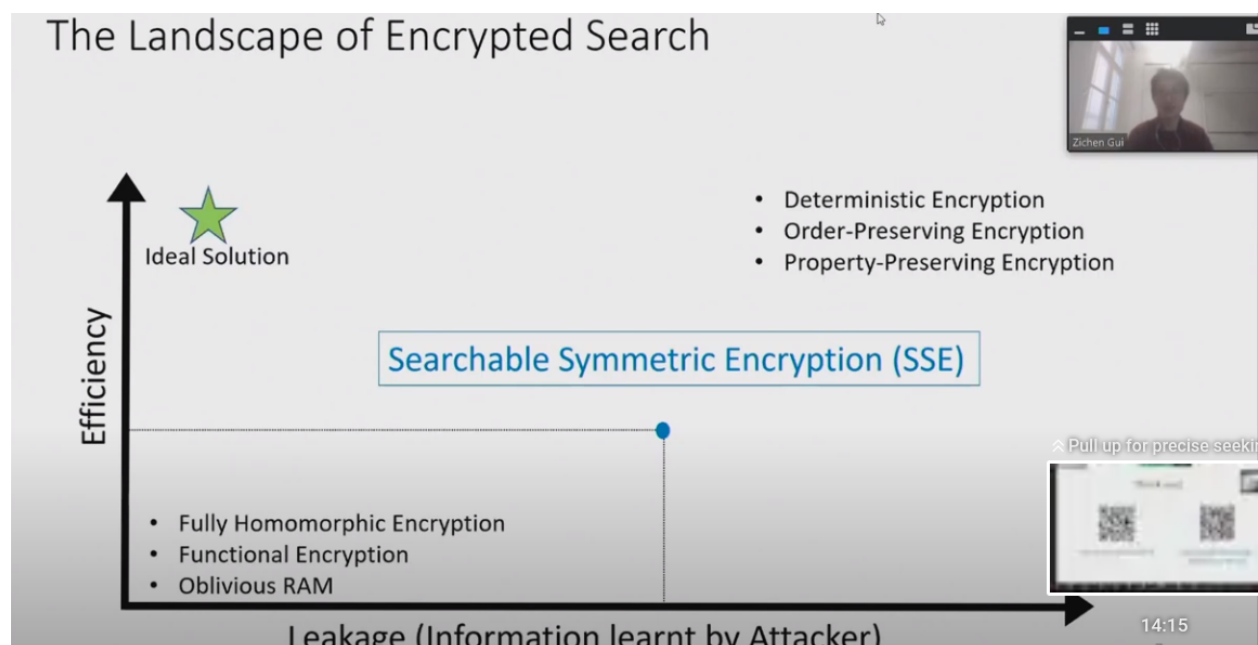 The Landscape of Encrypted Search
Zichen Gui
Ideal Solution
• Deterministic Encryption
• Order-Preserving Encryption
• Property-Preserving Encryption
Efficiency
Searchable Symmetric Encryption (SSE)
Pull up for precise seekin
• Fully Homomorphic Encryption
• Functional Encryption
• Oblivious RAM
Leakage (Information learnt by Attacker)
14:15